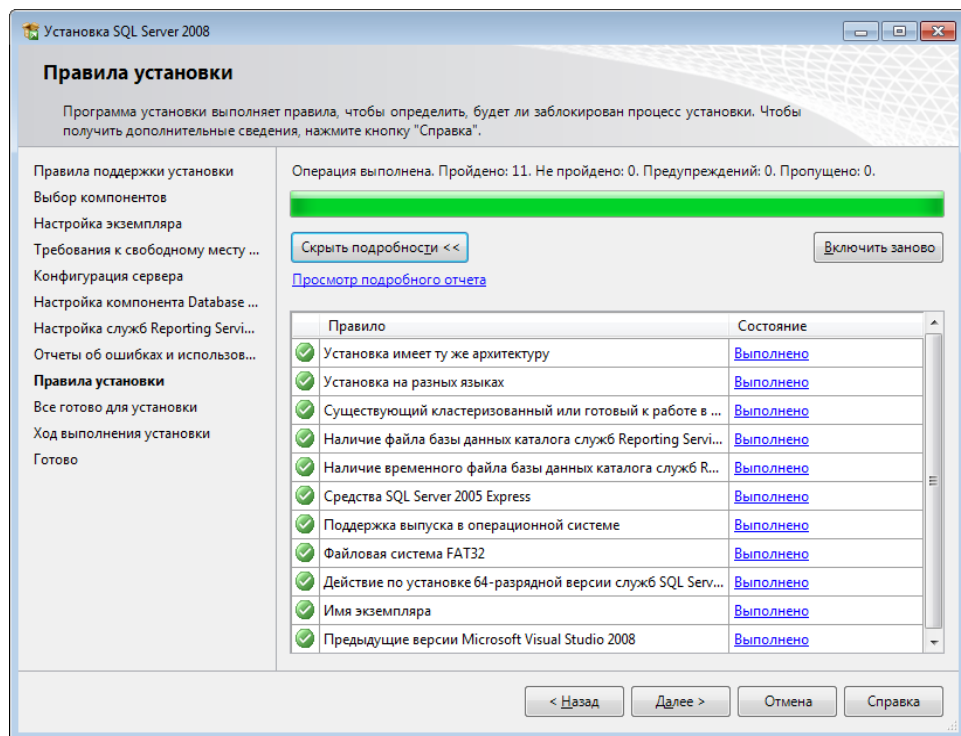 Установка SQL Server 2008
Правила установки
Программа установки выполняет правила, чтобы определить, будет ли заблокирован процесс установки. Чтобы
получить дополнительные сведения, нажмите кнопку "Справка".
Правила поддержки установки
Выбор компонентов
Настройка экземпляра
Требования к свободному месту ...
Конфигурация сервера
Настройка компонента Database ...
Настройка служб Reporting Servi...
Отчеты об ошибках и использов...
Правила установки
Все готово для установки
Ход выполнения установки
Готово
Операция выполнена. Пройдено: 11. Не пройдено: 0. Предупреждений: 0. Пропущено: 0.
Скрыть подробности <<
Включить заново
Просмотр подробного отчета
Правило Состояние
Установка имеет ту же архитектуру Выполнено
Установка на разных языках Выполнено
Существующий кластеризованный или готовый к работе в ... Выполнено
Наличие файла базы данных каталога служб Reporting Servi... Выполнено
Наличие временного файла базы данных каталога служб R... Выполнено
Средства SQL Server 2005 Express Выполнено
Поддержка выпуска в операционной системе Выполнено
Файловая система FAT32 Выполнено
Действие по установке 64-разрядной версии служб SQL Serv... Выполнено
Имя экземпляра Выполнено
Предыдущие версии Microsoft Visual Studio 2008 Выполнено
< Назад
Далее >
Отмена
Справка